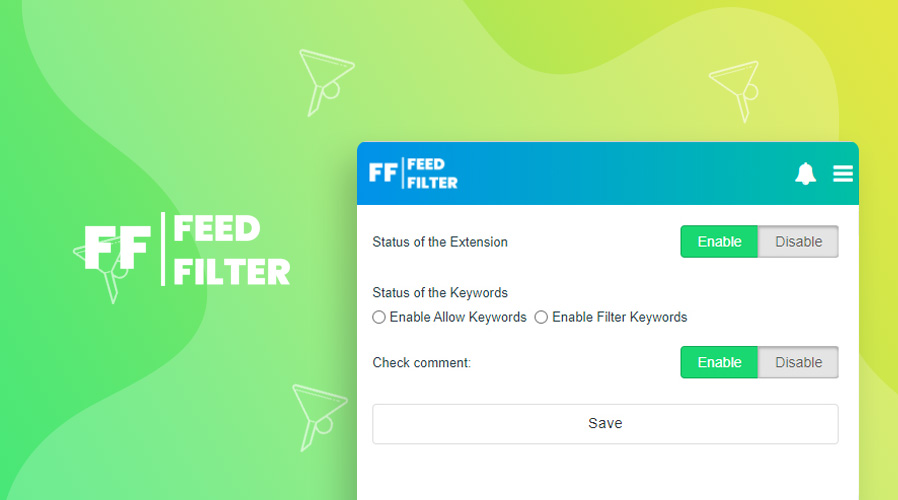 FF FEED
FILTER
FF FEED
FILTER
Status of the Extension
Enable Disable
Status of the Keywords
Enable Allow Keywords Enable Filter Keywords
Check comment:
Enable Disable
Save